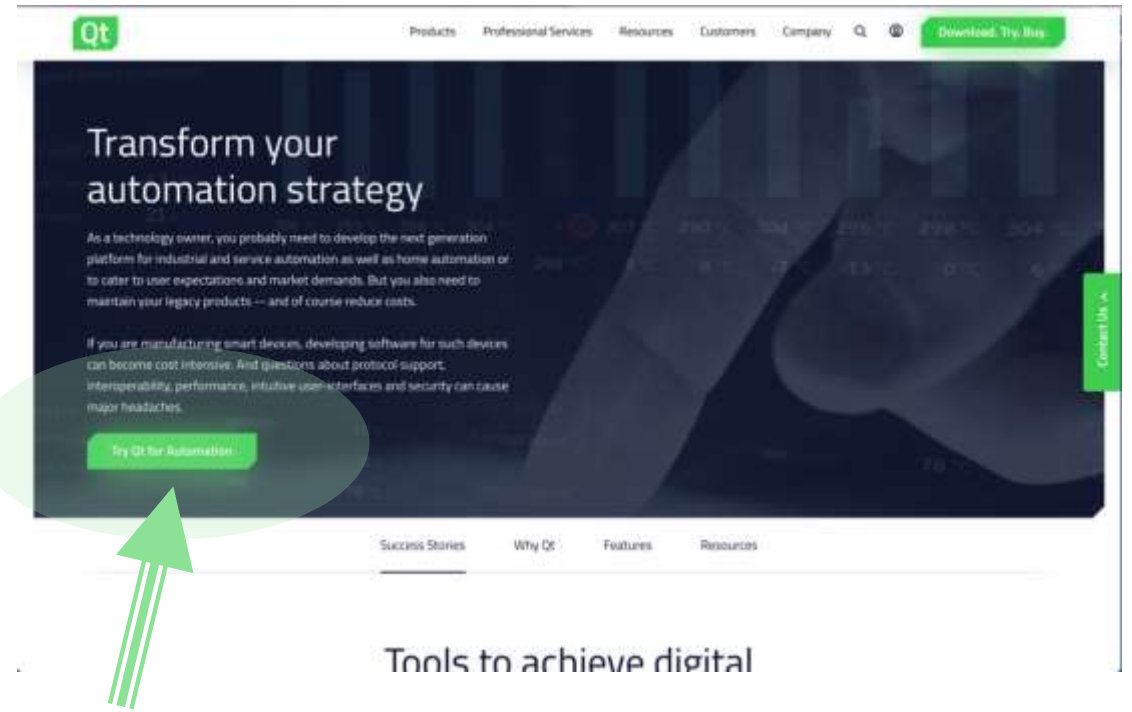 Qt
Products Professional Services Resources Customers Company Download. Try. Buy.
Transform your
automation strategy
As a technology owner, you probably need to develop the next generation
platform for industrial and service automation as well as home automation or
to cater to user expectations and market demands. But you also need to
maintain your legacy products — and of course reduce costs.
If you are manufacturing smart devices, developing software for such devices
can become cost intensive. And questions about protocol support,
interoperability, performance, intuitive user-interfaces and security can cause
major headaches.
Try Qt for Automation
Contact Us
Success Stories Why Qt Features Resources
Tools to achieve digital